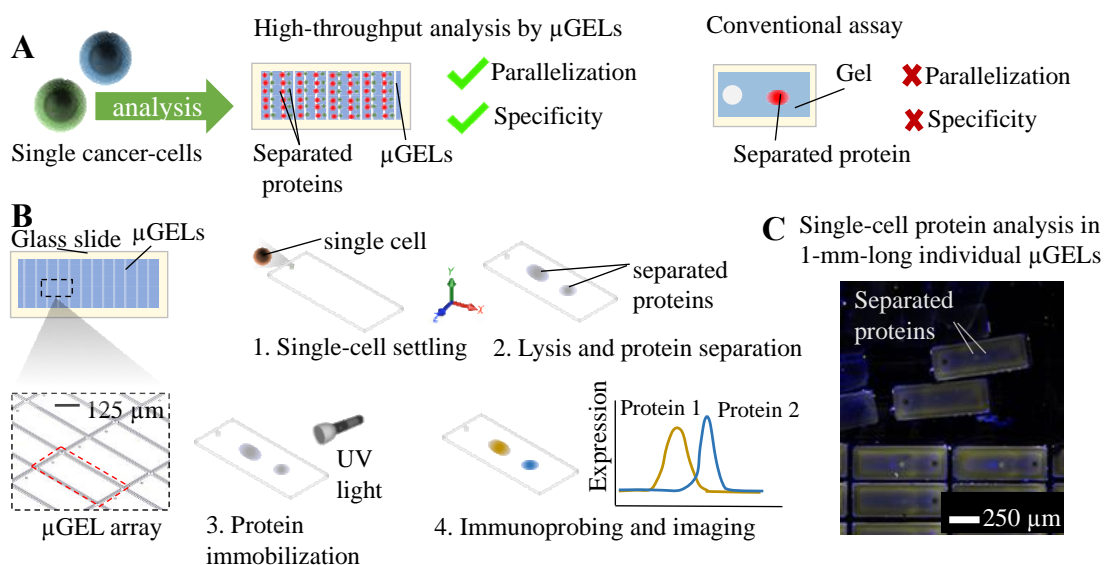 A
High-throughput analysis by µGELs
Conventional assay
analysis
Single cancer-cells
Parallelization
Specificity
Separated
proteins
µGELs
Gel
Parallelization
Specificity
Separated protein
B
Glass slide
µGELs
125 µm
µGEL array
single cell
Y
X
Z
1. Single-cell settling
separated
proteins
2. Lysis and protein separation
UV
light
3. Protein
immobilization
Expression
Protein 1
Protein 2
4. Immunoprobing and imaging
C
Single-cell protein analysis in
1-mm-long individual µGELs
Separated
proteins
250 µm